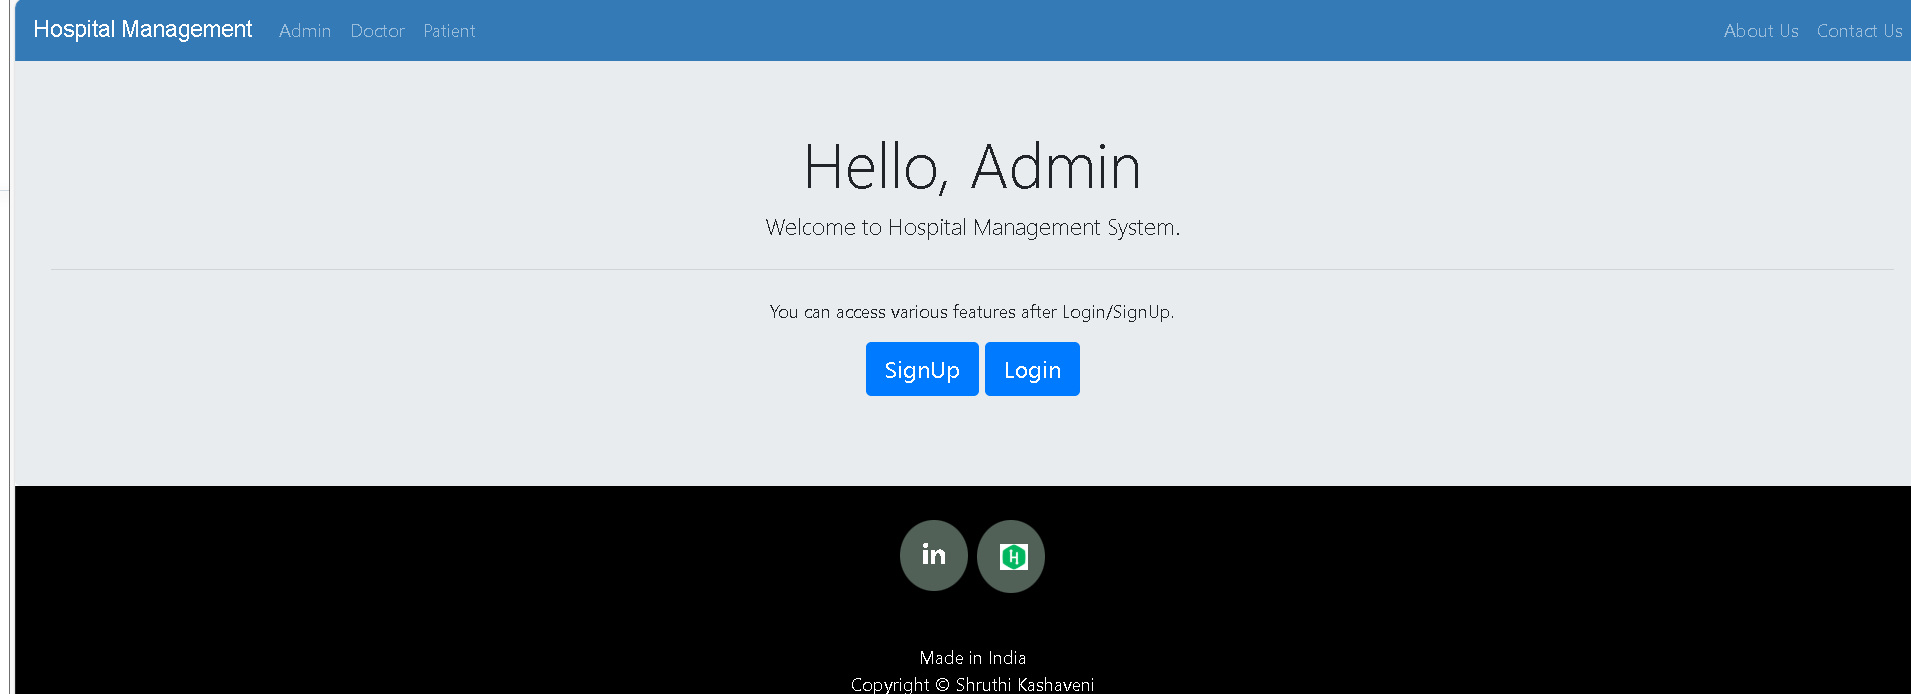 Hospital Management Admin Doctor Patient About Us Contact Us
Hello, Admin
Welcome to Hospital Management System.
You can access various features after Login/SignUp.
SignUp Login
in H
Made in India
Copyright © Shruthi Kashaveni